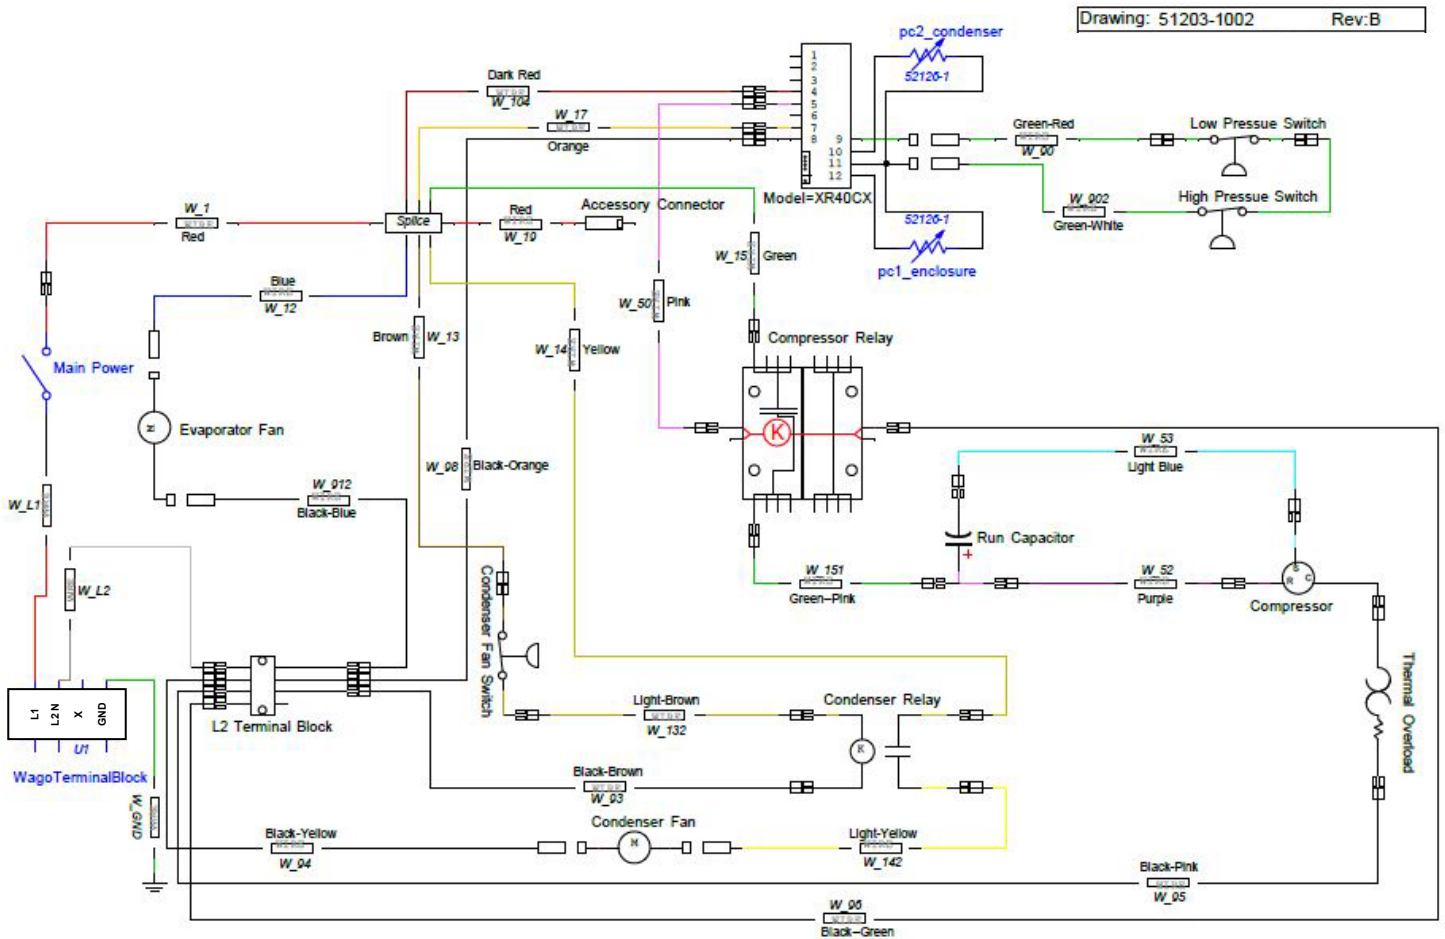 Drawing: 51203-1002 Rev:B
pc2_condenser
52126-1
Dark Red
W_104
W_17
Orange
1
2
3
4
5
6
7
8
9
10
11
12
Model=XR40CX
Green-Red
W_90
Low Pressue Switch
High Pressue Switch
W_902
Green-White
52126-1
pc1_enclosure
W_1
Red
Splice
Red
W_19
Accessory Connector
W_15
Green
Blue
W_12
W_50
Pink
Brown
W_13
W_14
Yellow
Compressor Relay
Main Power
Evaporator Fan
K
M
W_98
Black-Orange
W_53
Light Blue
W_L1
W_912
Black-Blue
Run Capacitor
+
W_L2
Condenser Fan Switch
W_151
Green-Pink
W_52
Purple
S
R
C
Compressor
Thermal Overload
L1
L2 N
X
GND
U1
WagoTerminalBlock
L2 Terminal Block
Light-Brown
W_132
Condenser Relay
K
W_GND
Black-Brown
W_93
Condenser Fan
M
Black-Yellow
W_94
Light-Yellow
W_142
Black-Pink
W_95
W_96
Black-Green